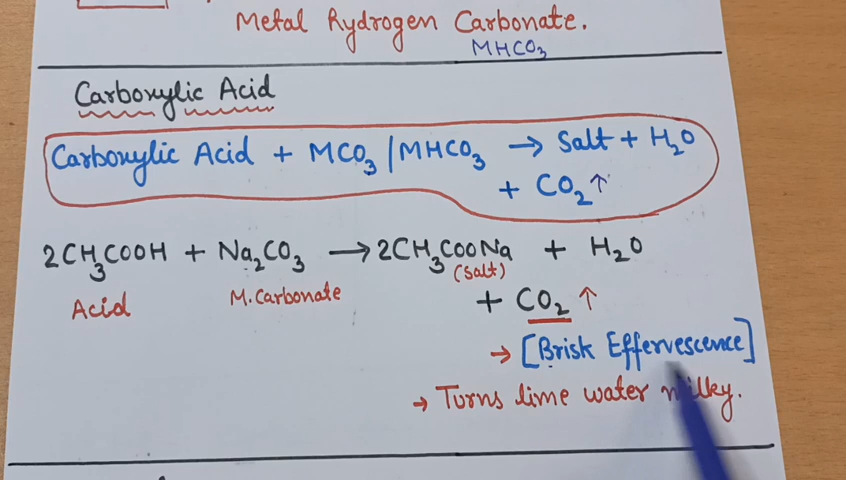 Metal Hydrogen Carbonate.
MHCO₃
Carboxylic Acid
Carboxylic Acid + MCO₃ | MHCO₃ → Salt + H₂O
+ CO₂ ↑
2CH₃COOH + Na₂CO₃ → 2CH₃COONa + H₂O
(Salt)
Acid M. Carbonate
+ CO₂ ↑
→ [Brisk Effervescence]
→ Turns lime water milky.